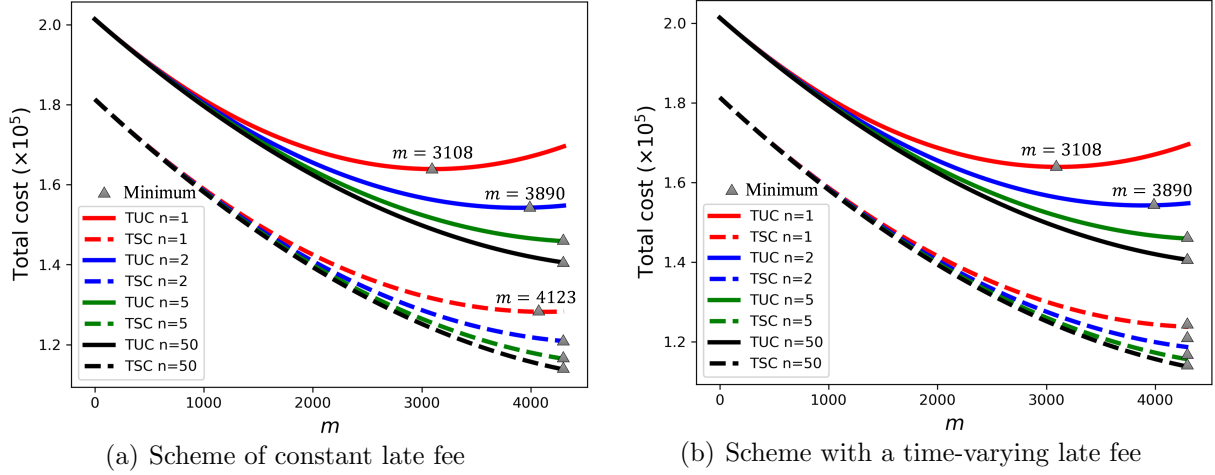 Total cost (×10⁵)
2.0
1.8
1.6
1.4
1.2
m = 3108
m = 3890
m = 4123
Minimum
TUC n=1
TSC n=1
TUC n=2
TSC n=2
TUC n=5
TSC n=5
TUC n=50
TSC n=50
0 1000 2000 3000 4000
m
(a) Scheme of constant late fee
Total cost (×10⁵)
2.0
1.8
1.6
1.4
1.2
m = 3108
m = 3890
Minimum
TUC n=1
TSC n=1
TUC n=2
TSC n=2
TUC n=5
TSC n=5
TUC n=50
TSC n=50
0 1000 2000 3000 4000
m
(b) Scheme with a time-varying late fee